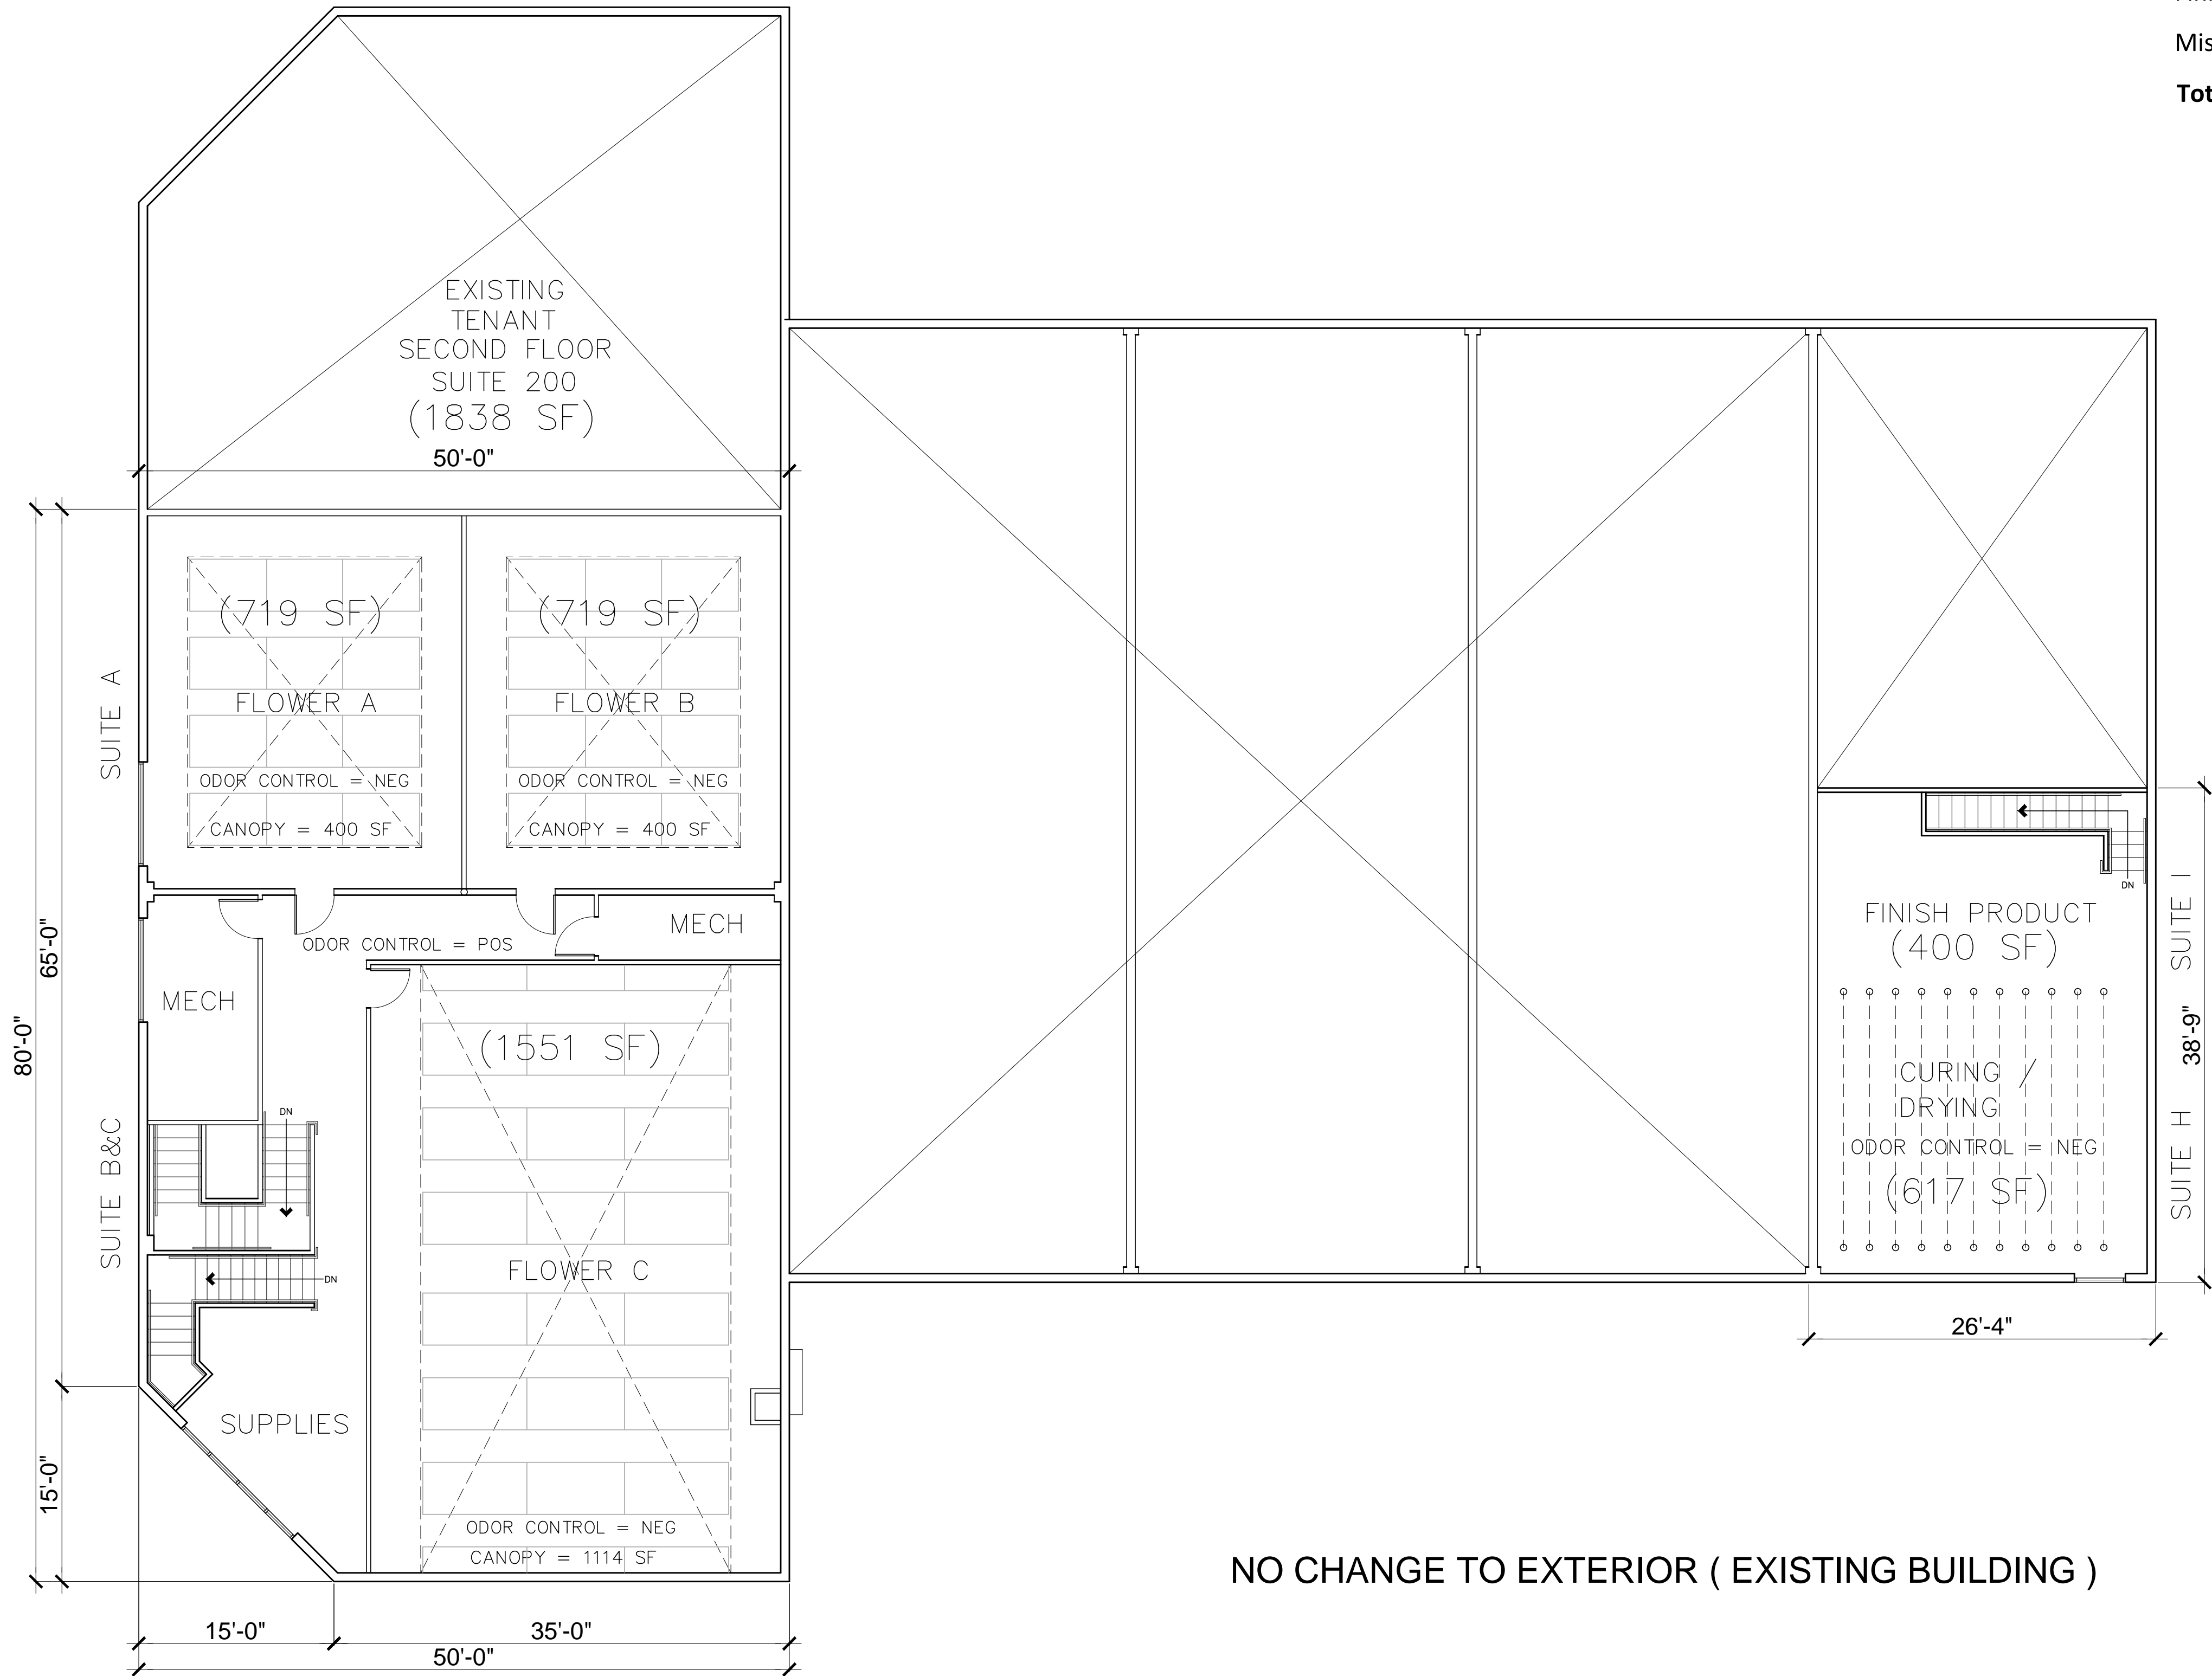 Mis
Tot
EXISTING
TENANT
SECOND FLOOR
SUITE 200
(1838 SF)
50'-0"
(719 SF)
(719 SF)
SUITE A
FLOWER A
FLOWER B
ODOR CONTROL = NEG
ODOR CONTROL = NEG
CANOPY = 400 SF
CANOPY = 400 SF
DN
FINISH PRODUCT
(400 SF)
SUITE I
MECH
ODOR CONTROL = POS
65'-0"
MECH
80'-0"
(1551 SF)
38'-9"
CURING /
DRYING
ODOR CONTROL = NEG
(617 SF)
SUITE H
DN
SUITE B&C
FLOWER C
DN
26'-4"
SUPPLIES
15'-0"
ODOR CONTROL = NEG
CANOPY = 1114 SF
NO CHANGE TO EXTERIOR ( EXISTING BUILDING )
15'-0"
35'-0"
50'-0"